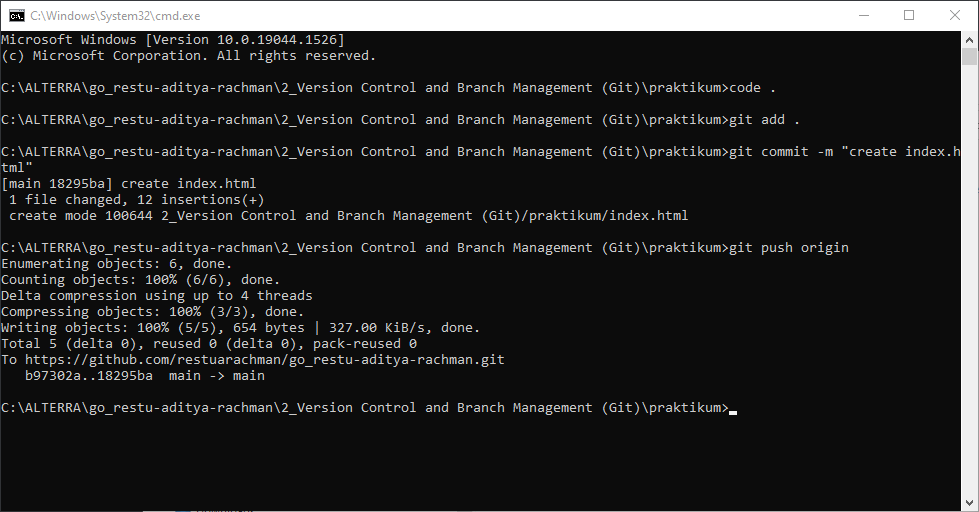 C:\Windows\System32\cmd.exe
Microsoft Windows [Version 10.0.19044.1526]
(c) Microsoft Corporation. All rights reserved.
C:\ALTERRA\go_restu-aditya-rachman\2_Version Control and Branch Management (Git)\praktikum>code .
C:\ALTERRA\go_restu-aditya-rachman\2_Version Control and Branch Management (Git)\praktikum>git add .
C:\ALTERRA\go_restu-aditya-rachman\2_Version Control and Branch Management (Git)\praktikum>git commit -m "create index.h
tml"
[main 18295ba] create index.html
 1 file changed, 12 insertions(+)
 create mode 100644 2_Version Control and Branch Management (Git)/praktikum/index.html
C:\ALTERRA\go_restu-aditya-rachman\2_Version Control and Branch Management (Git)\praktikum>git push origin
Enumerating objects: 6, done.
Counting objects: 100% (6/6), done.
Delta compression using up to 4 threads
Compressing objects: 100% (3/3), done.
Writing objects: 100% (5/5), 654 bytes | 327.00 KiB/s, done.
Total 5 (delta 0), reused 0 (delta 0), pack-reused 0
To https://github.com/restuarachman/go_restu-aditya-rachman.git
   b97302a..18295ba  main -> main
C:\ALTERRA\go_restu-aditya-rachman\2_Version Control and Branch Management (Git)\praktikum>